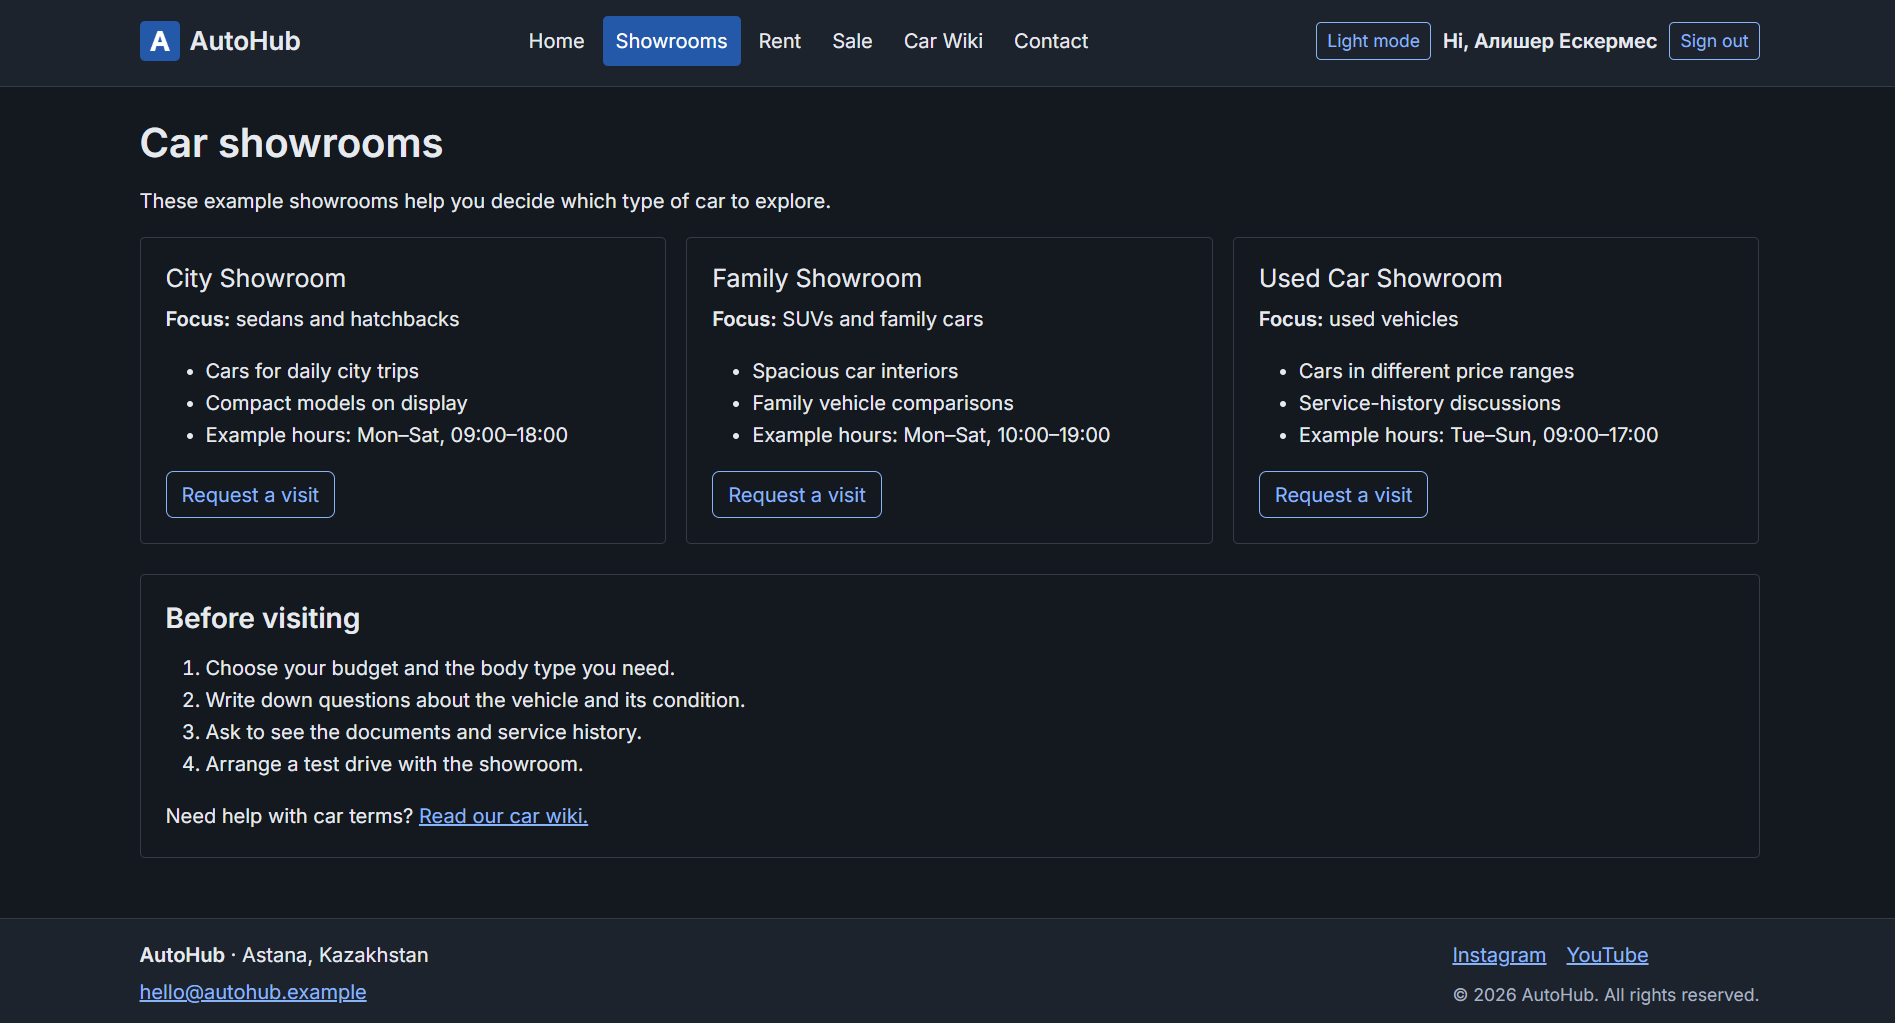 A AutoHub
Home Showrooms Rent Sale Car Wiki Contact
Light mode Hi, Алишер Ескермес Sign out
Car showrooms
These example showrooms help you decide which type of car to explore.
City Showroom
Focus: sedans and hatchbacks
• Cars for daily city trips
• Compact models on display
• Example hours: Mon–Sat, 09:00–18:00
Request a visit
Family Showroom
Focus: SUVs and family cars
• Spacious car interiors
• Family vehicle comparisons
• Example hours: Mon–Sat, 10:00–19:00
Request a visit
Used Car Showroom
Focus: used vehicles
• Cars in different price ranges
• Service-history discussions
• Example hours: Tue–Sun, 09:00–17:00
Request a visit
Before visiting
1. Choose your budget and the body type you need.
2. Write down questions about the vehicle and its condition.
3. Ask to see the documents and service history.
4. Arrange a test drive with the showroom.
Need help with car terms? Read our car wiki.
AutoHub · Astana, Kazakhstan
hello@autohub.example
Instagram YouTube
© 2026 AutoHub. All rights reserved.